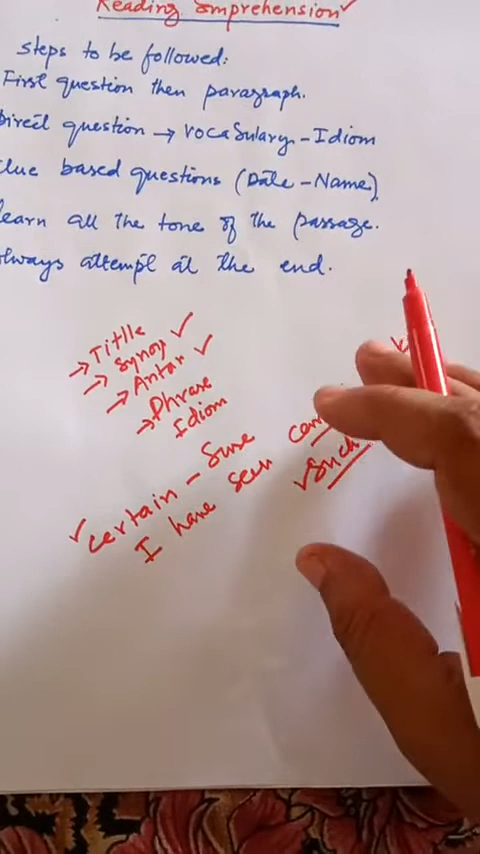 Reading Comprehension
steps to be followed:
First question then paragraph.
Direct question → vocabulary - Idiom
Clue based questions (Date - Name)
learn all the tone of the passage.
always attempt at the end.
→ Titlle
→ Synoy ✓
→ Antar ✓
→ Phrase
Idiom
✓ certain - Sure
I have seen
✓ Such